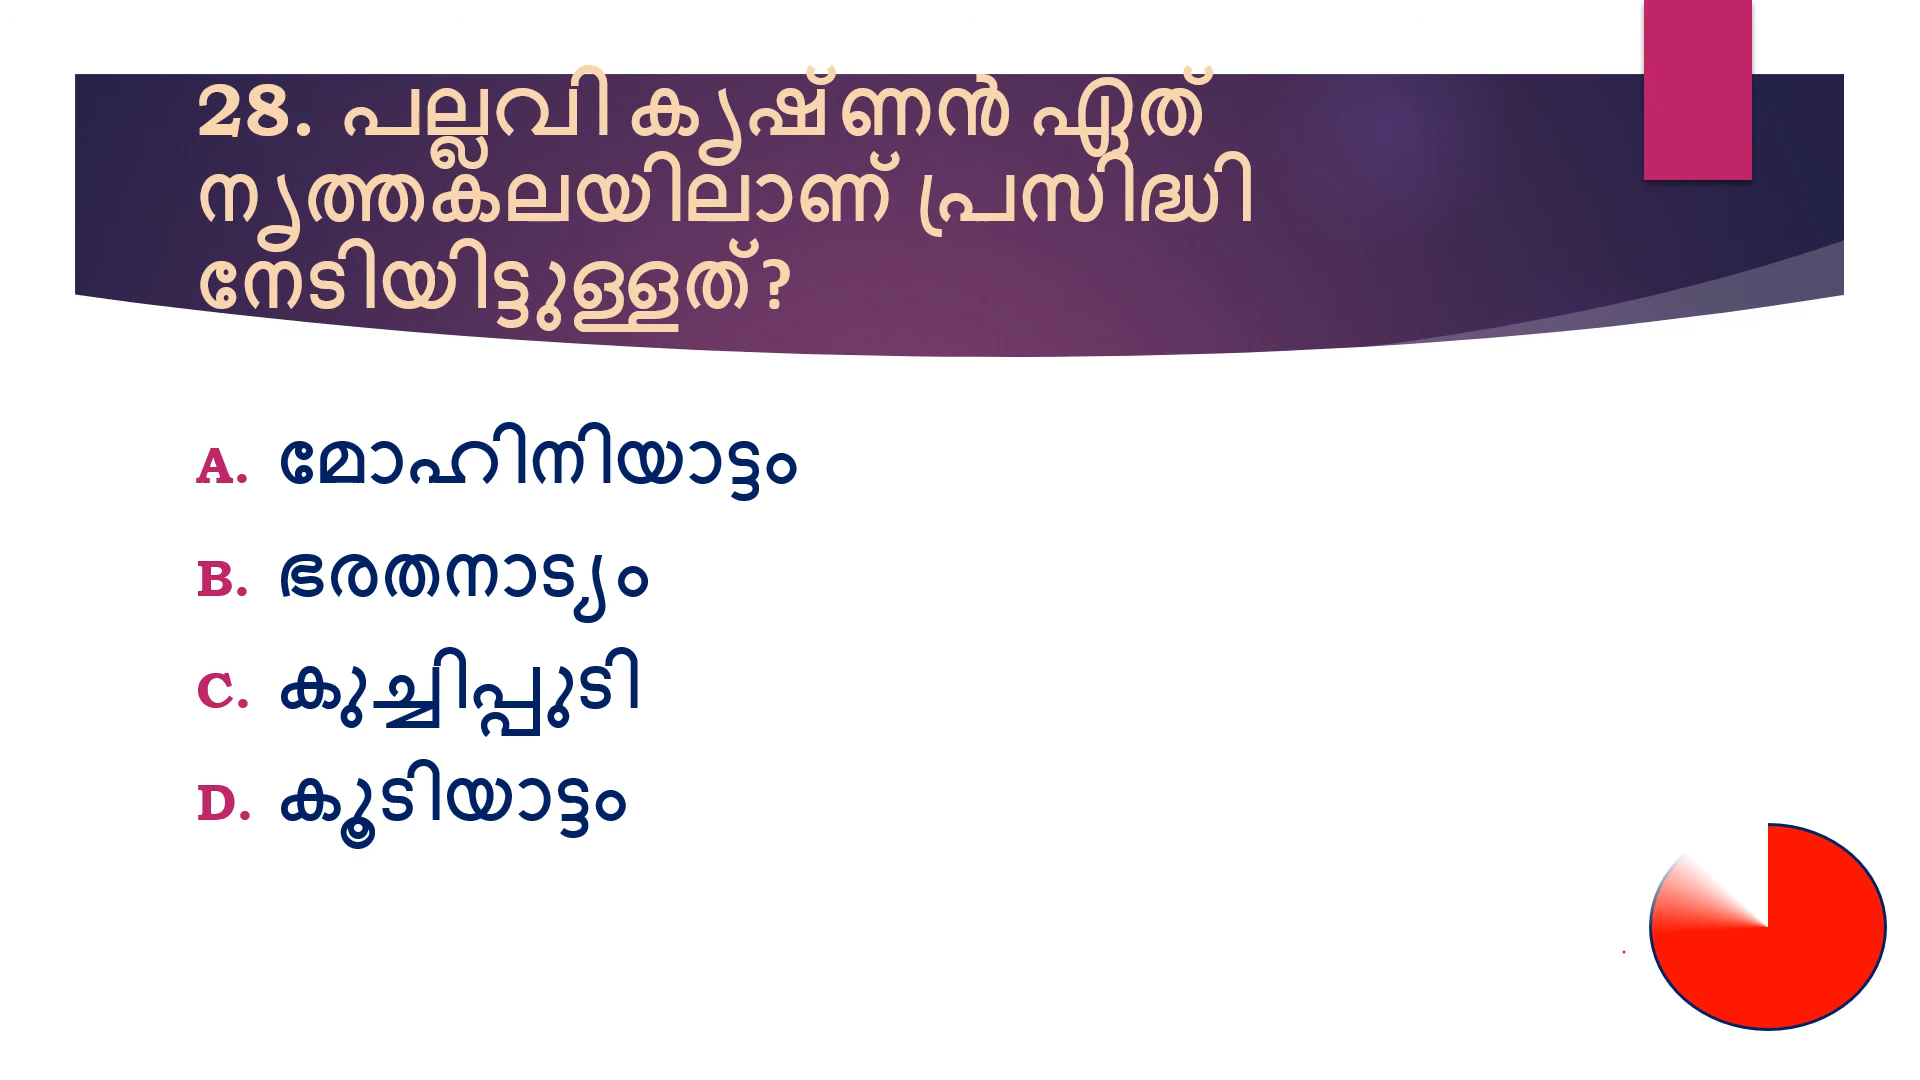 28. പല്ലവി കൃഷ്ണൻ ഏത്
നൃത്തകലയിലാണ് പ്രസിദ്ധി
നേടിയിട്ടുള്ളത്?
A. മോഹിനിയാട്ടം
B. ഭരതനാട്യം
C. കുച്ചിപ്പുടി
D. കൂടിയാട്ടം